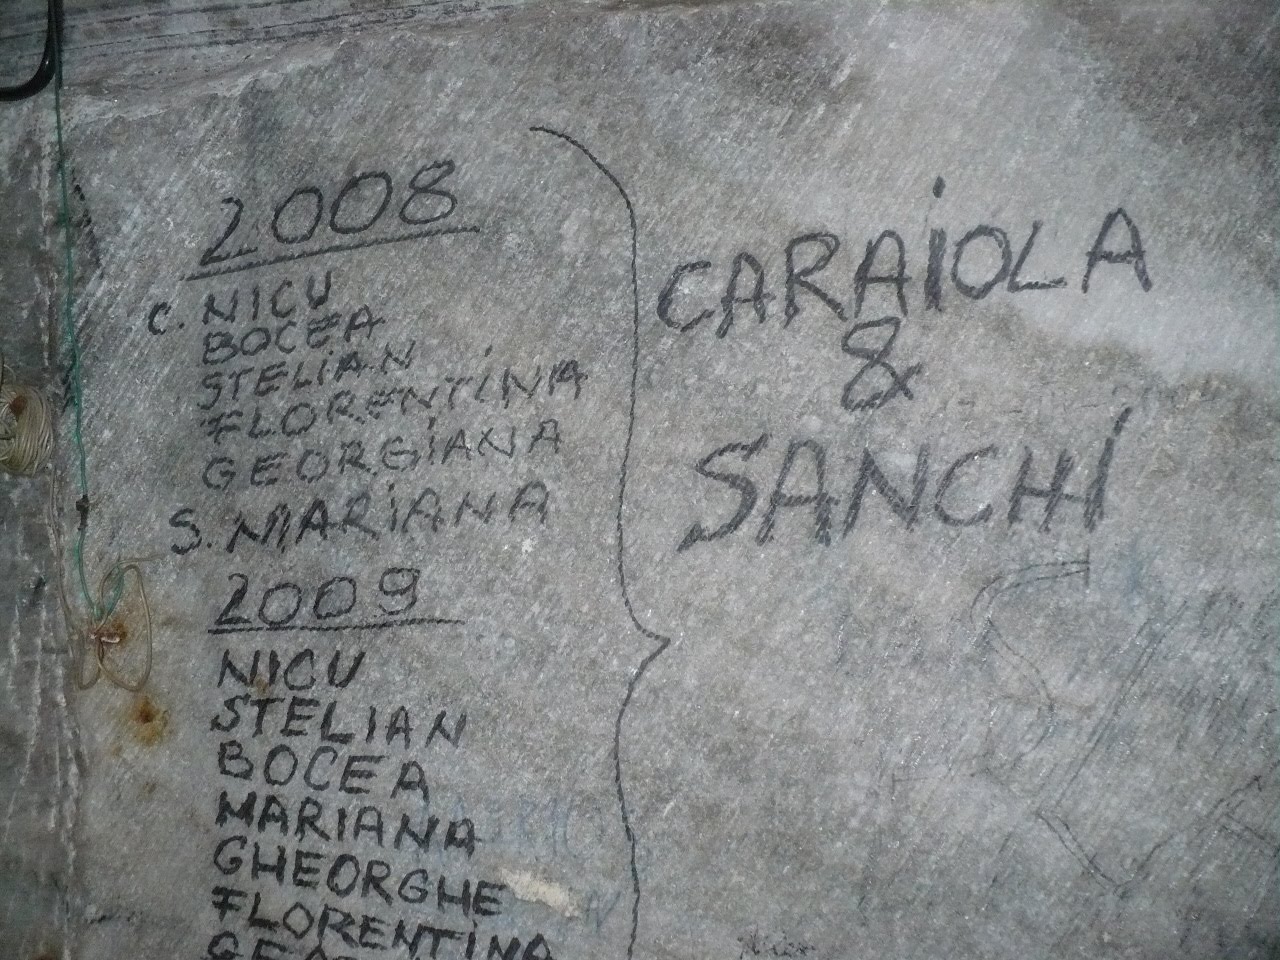 2008
C. NICU
BOCEA
STELIAN
FLORENTINA
GEORGIANA
S. MARIANA
2009
NICU
STELIAN
BOCEA
MARIANA
GHEORGHE
FLORENTINA
CARAIOLA
&
SANCHI